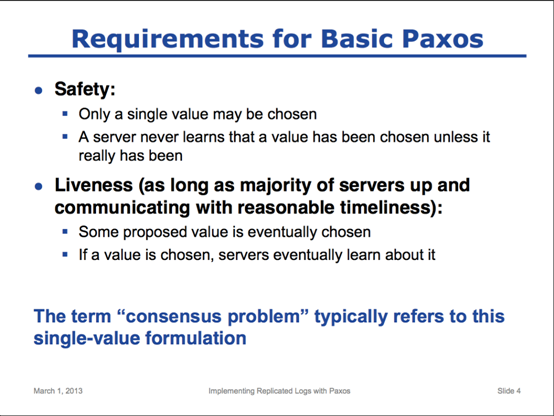 Requirements for Basic Paxos
Safety:
Only a single value may be chosen
A server never learns that a value has been chosen unless it
really has been
Liveness (as long as majority of servers up and
communicating with reasonable timeliness):
Some proposed value is eventually chosen
If a value is chosen, servers eventually learn about it
The term “consensus problem” typically refers to this
single-value formulation
March 1, 2013 Implementing Replicated Logs with Paxos Slide 4